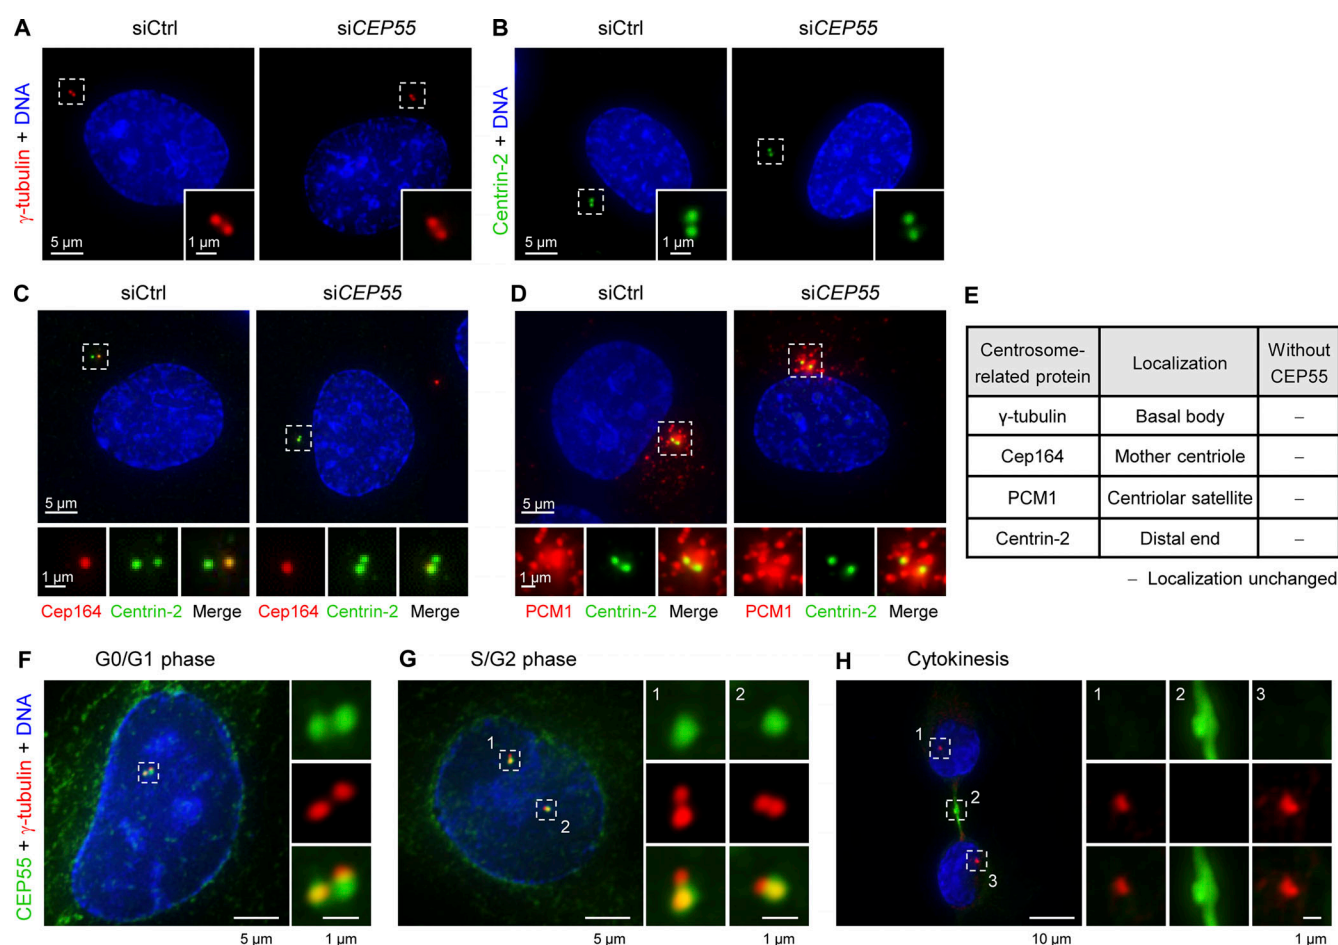 A
siCtrl
siCEP55
γ-tubulin + DNA
5 µm
1 µm
B
siCtrl
siCEP55
Centrin-2 + DNA
5 µm
1 µm
C
siCtrl
siCEP55
5 µm
1 µm
Cep164 Centrin-2 Merge Cep164 Centrin-2 Merge
D
siCtrl
siCEP55
5 µm
1 µm
PCM1 Centrin-2 Merge PCM1 Centrin-2 Merge
E
Centrosome-
related protein
Localization
Without
CEP55
γ-tubulin Basal body –
Cep164 Mother centriole –
PCM1 Centriolar satellite –
Centrin-2 Distal end –
– Localization unchanged
F
G0/G1 phase
CEP55 + γ-tubulin + DNA
5 µm 1 µm
G
S/G2 phase
1
2
1 2
5 µm 1 µm
H
Cytokinesis
1
2
3
1 2 3
10 µm 1 µm